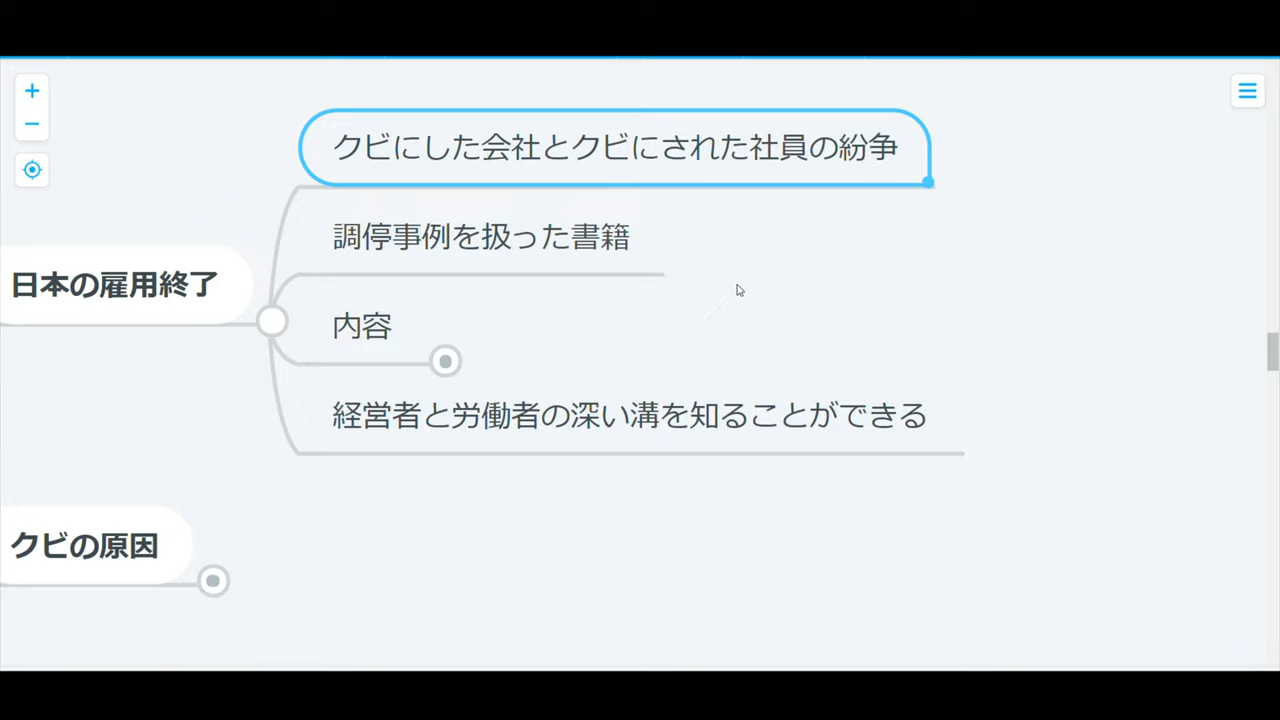 クビにした会社とクビにされた社員の紛争
調停事例を扱った書籍
日本の雇用終了
内容
経営者と労働者の深い溝を知ることができる
クビの原因